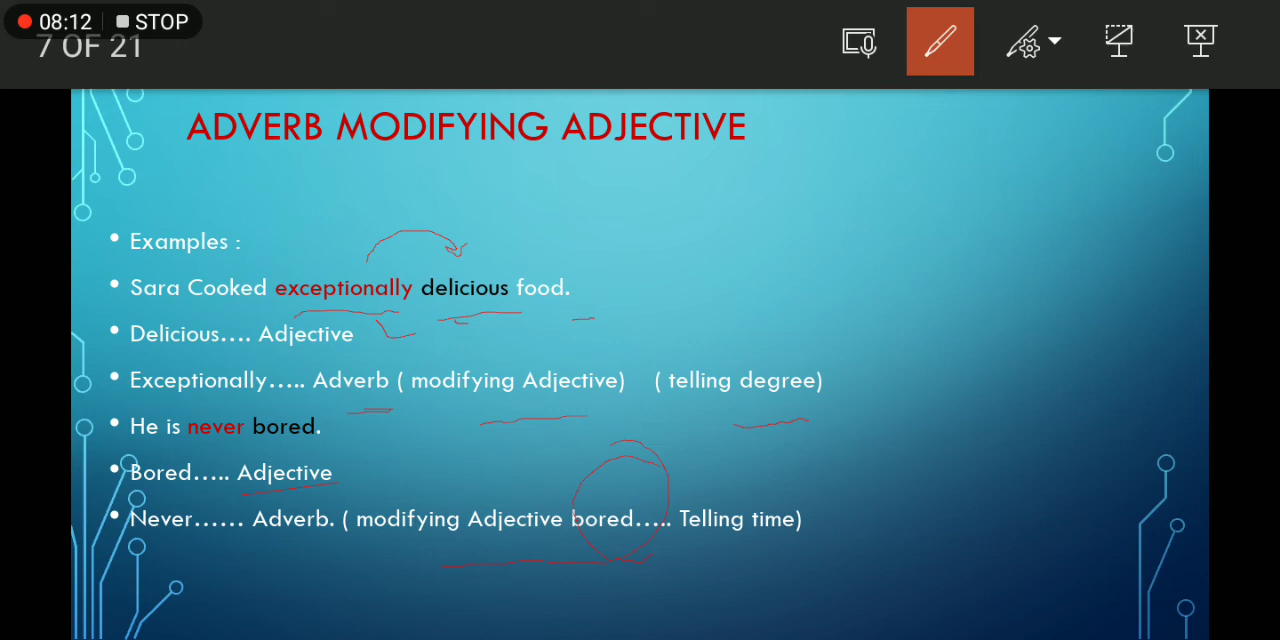 08:12 STOP
7 OF 21
ADVERB MODIFYING ADJECTIVE
• Examples :
• Sara Cooked exceptionally delicious food.
• Delicious…. Adjective
• Exceptionally….. Adverb ( modifying Adjective) ( telling degree)
• He is never bored.
• Bored….. Adjective
• Never…… Adverb. ( modifying Adjective bored….. Telling time)